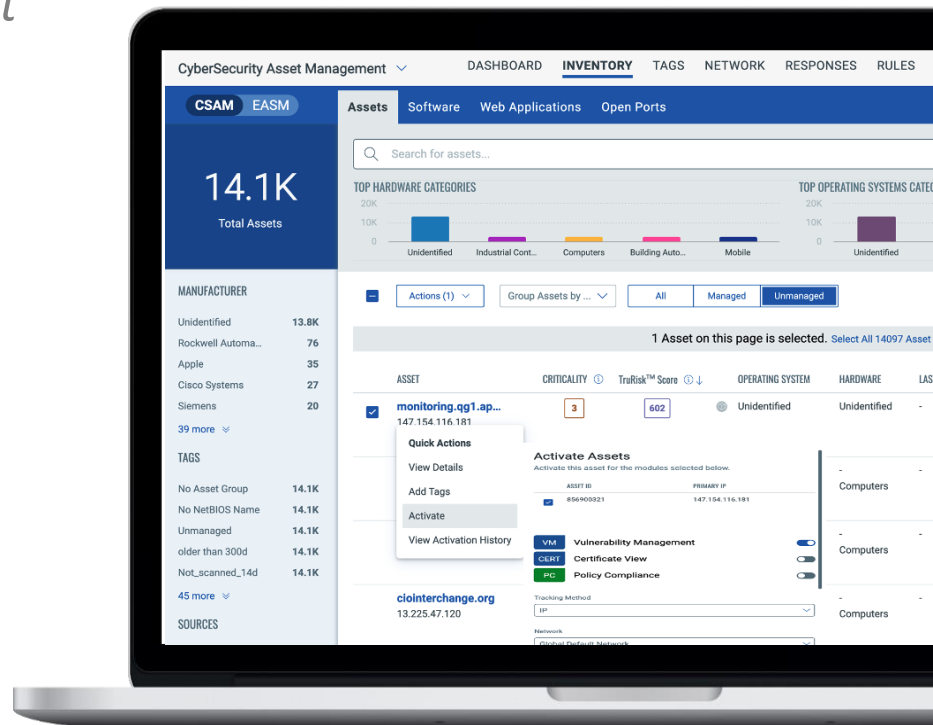 CyberSecurity Asset Management
DASHBOARD INVENTORY TAGS NETWORK RESPONSES RULES
CSAM EASM
Assets Software Web Applications Open Ports
Search for assets...
14.1K
Total Assets
TOP HARDWARE CATEGORIES
20K
10K
0
Unidentified Industrial Cont... Computers Building Auto... Mobile
TOP OPERATING SYSTEMS CATEG
20K
10K
0
Unidentified
MANUFACTURER
Unidentified 13.8K
Rockwell Automa... 76
Apple 35
Cisco Systems 27
Siemens 20
39 more
TAGS
No Asset Group 14.1K
No NetBIOS Name 14.1K
Unmanaged 14.1K
older than 300d 14.1K
Not_scanned_14d 14.1K
45 more
SOURCES
Actions (1) Group Assets by ... All Managed Unmanaged
1 Asset on this page is selected. Select All 14097 Asset
ASSET CRITICALITY TruRisk™ Score OPERATING SYSTEM HARDWARE LAS
monitoring.qg1.ap... 3 602 Unidentified Unidentified -
147.154.116.181
Quick Actions
View Details
Add Tags
Activate
View Activation History
Activate Assets
Activate this asset for the modules selected below.
ASSET ID PRIMARY IP
856900321 147.154.116.181
VM Vulnerability Management
CERT Certificate View
PC Policy Compliance
Tracking Method
IP
Network
Global Default Network
- -
Computers
- -
Computers
ciointerchange.org - -
13.225.47.120 Computers